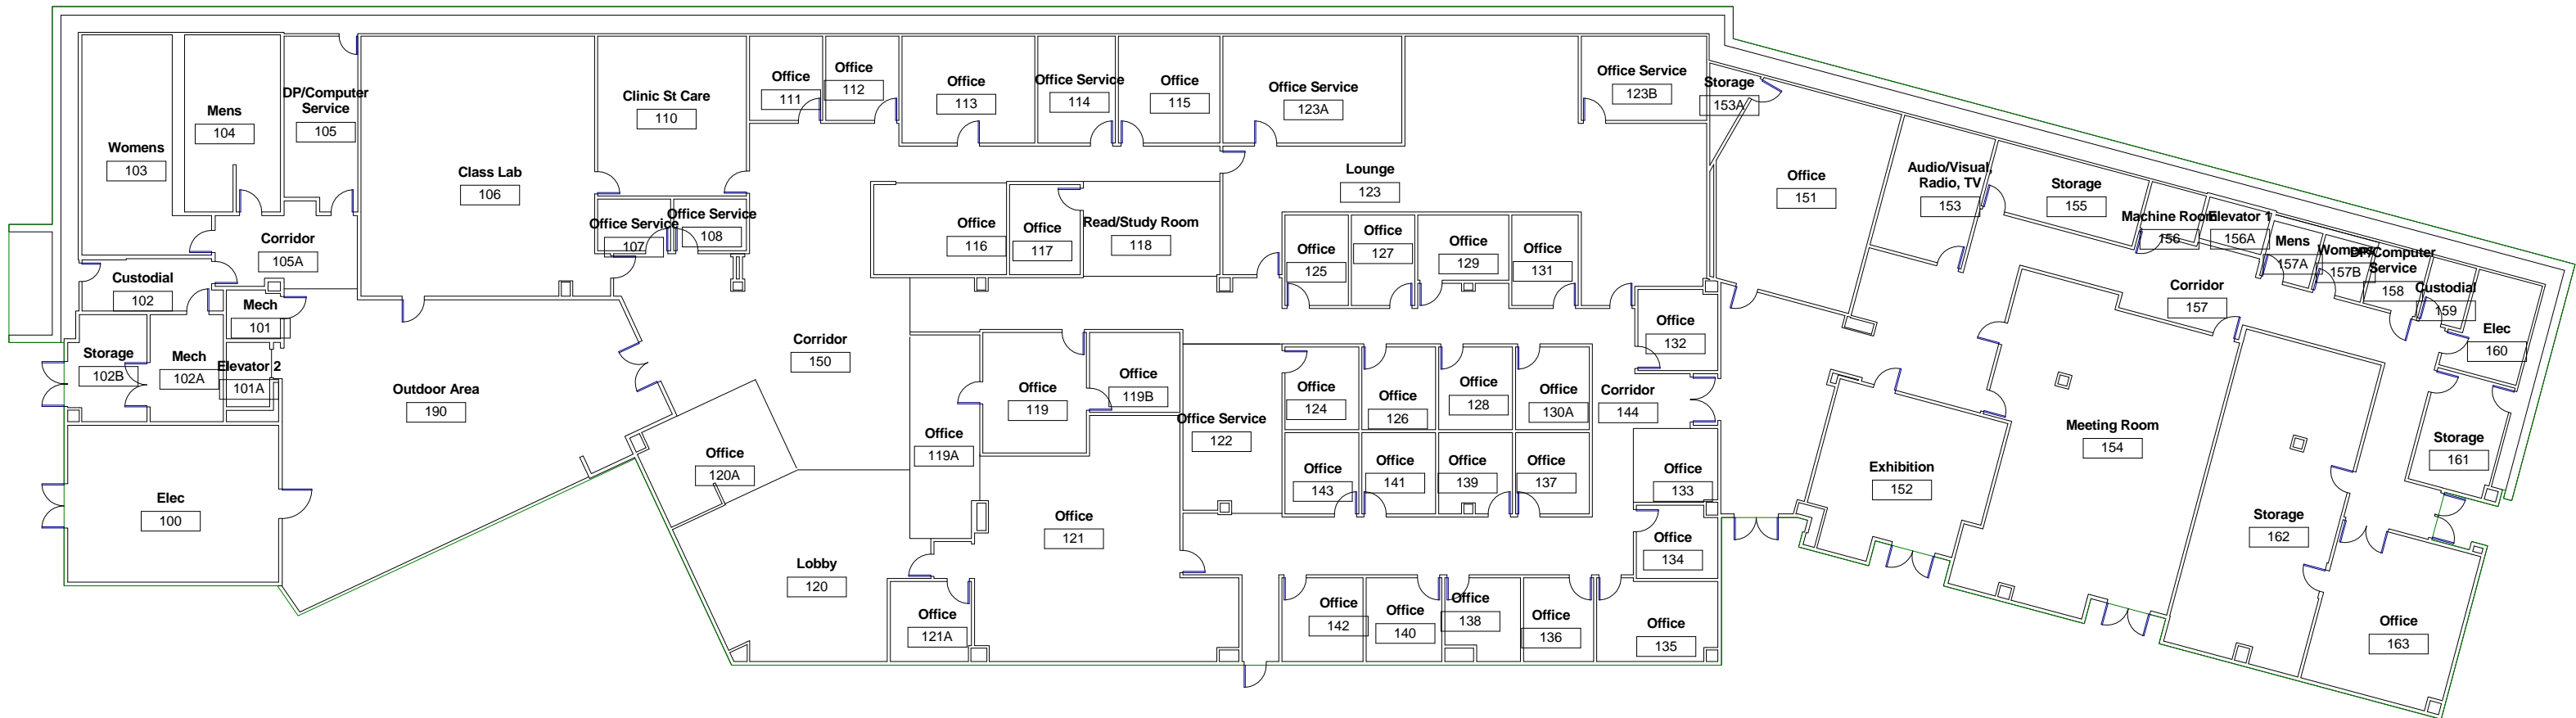 Womens
103
Mens
104
DP/Computer
Service
105
Class Lab
106
Clinic St Care
110
Office
111
Office
112
Office
113
Office Service
114
Office
115
Office Service
123A
Office Service
123B
Storage
153A
Lounge
123
Office
151
Audio/Visual,
Radio, TV
153
Storage
155
Machine Room
156
Elevator 1
156A
Mens
157A
Womens
157B
DP/Computer
Service
158
Custodial
159
Elec
160
Corridor
157
Corridor
105A
Custodial
102
Mech
101
Storage
102B
Mech
102A
Elevator 2
101A
Elec
100
Outdoor Area
190
Office Service
107
Office Service
108
Office
116
Office
117
Read/Study Room
118
Office
125
Office
127
Office
129
Office
131
Office
132
Corridor
150
Office
119
Office
119B
Office
119A
Office
120A
Lobby
120
Office
121A
Office
121
Office Service
122
Office
124
Office
126
Office
128
Office
130A
Corridor
144
Office
143
Office
141
Office
139
Office
137
Office
133
Office
134
Office
142
Office
140
Office
138
Office
136
Office
135
Exhibition
152
Meeting Room
154
Storage
161
Storage
162
Office
163